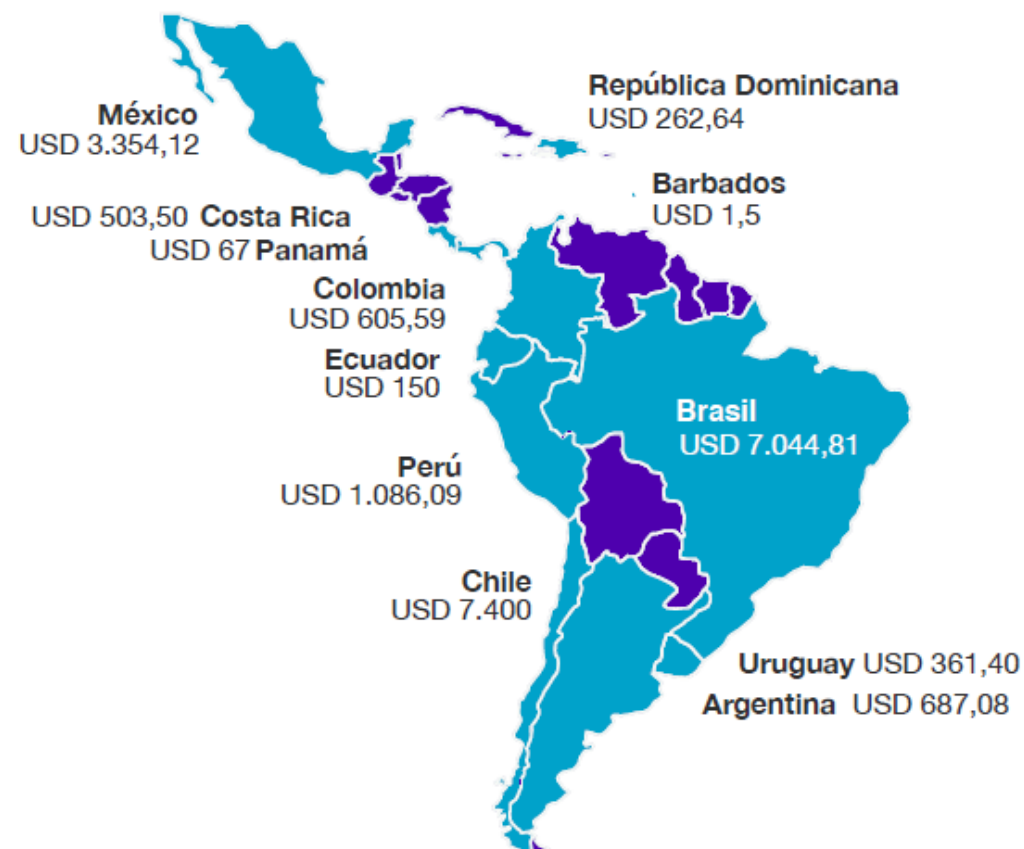 República Dominicana
USD 262,64
México
USD 3.354,12
Barbados
USD 1,5
USD 503,50 Costa Rica
USD 67 Panamá
Colombia
USD 605,59
Ecuador
USD 150
Brasil
USD 7.044,81
Perú
USD 1.086,09
Chile
USD 7.400
Uruguay USD 361,40
Argentina USD 687,08